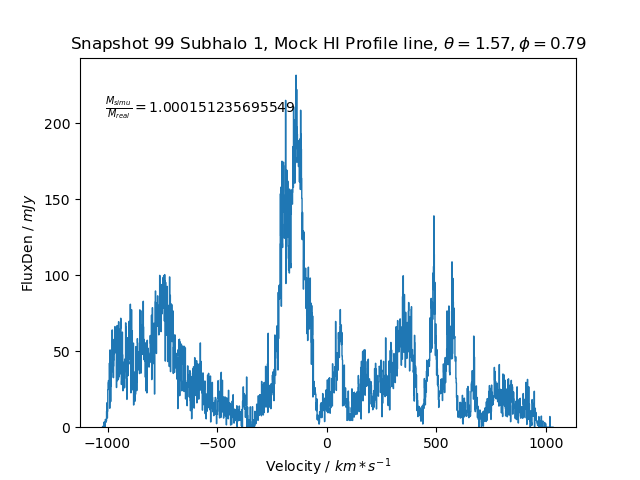 Snapshot 99 Subhalo 1, Mock HI Profile line, θ = 1.57, ϕ = 0.79
M_simu/M_real = 1.000151235695549
FluxDen / mJy
200
150
100
50
0
−1000 −500 0 500 1000
Velocity / km * s⁻¹